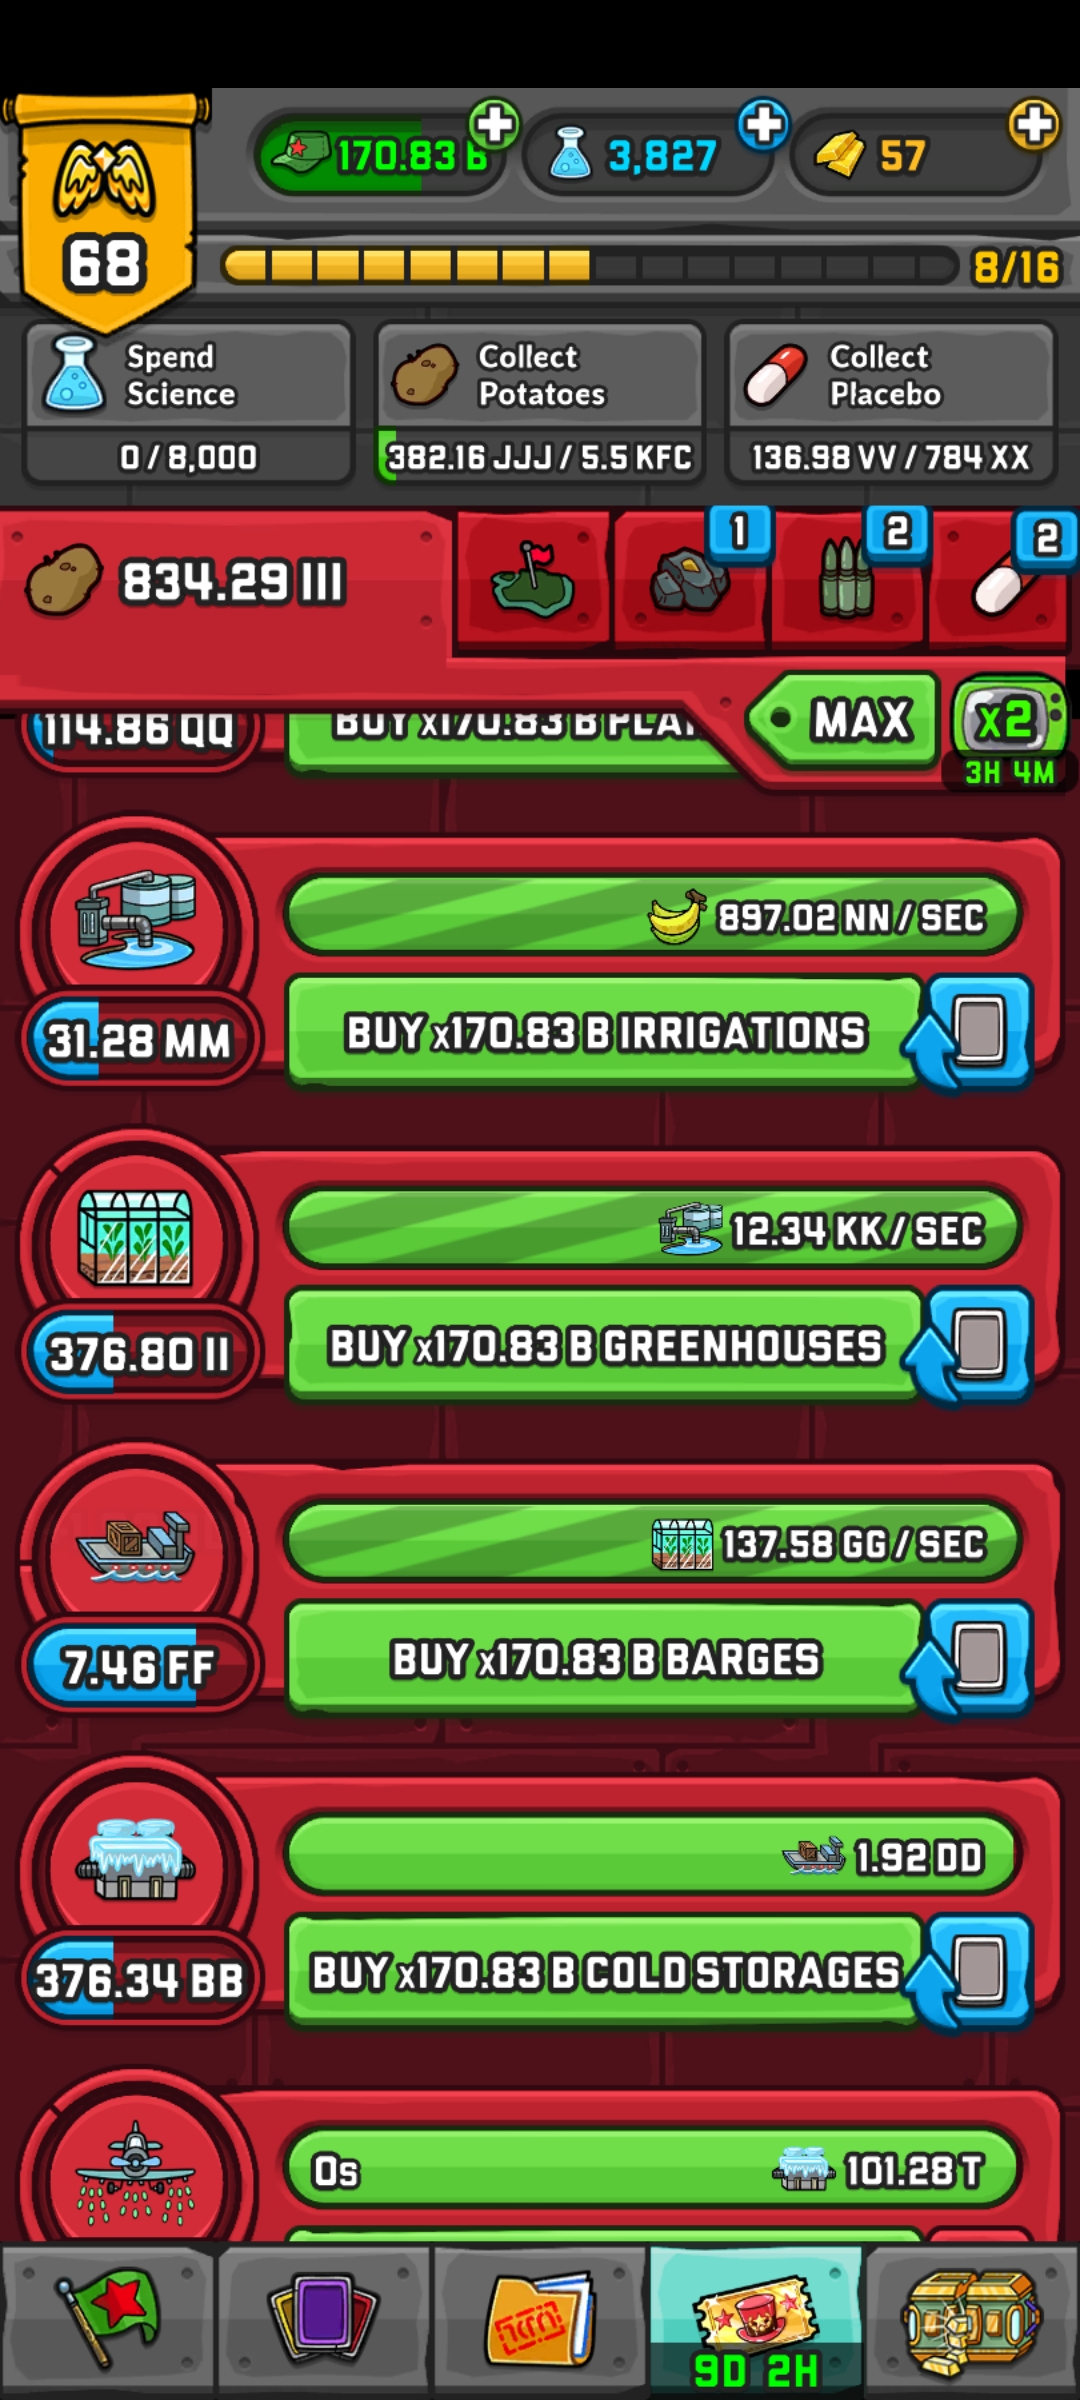 170.83 B
3,827
57
68
8/16
Spend
Science
0 / 8,000
Collect
Potatoes
382.16 JJJ / 5.5 KFC
Collect
Placebo
136.98 VV / 784 XX
834.29 III
1
2
2
MAX
x2
3H 4M
114.86 QQ
BUY x170.83 B
897.02 NN / SEC
31.28 MM
BUY x170.83 B IRRIGATIONS
12.34 KK / SEC
376.80 II
BUY x170.83 B GREENHOUSES
137.58 GG / SEC
7.46 FF
BUY x170.83 B BARGES
1.92 DD
376.34 BB
BUY x170.83 B COLD STORAGES
0s
101.28 T
9D 2H